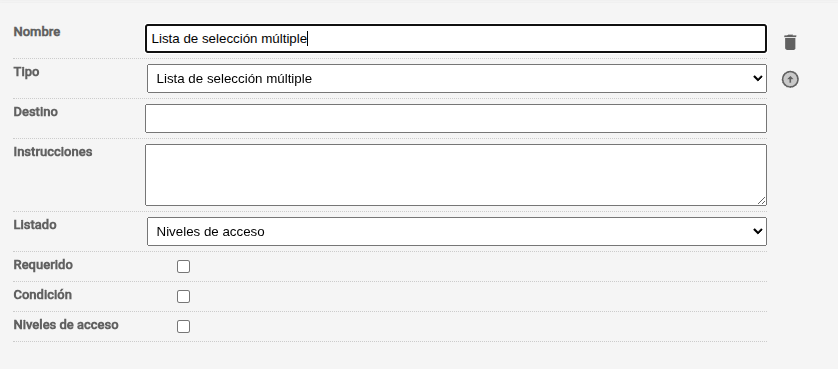 Nombre
Lista de selección múltiple
Tipo
Lista de selección múltiple
Destino
Instrucciones
Listado
Niveles de acceso
Requerido
Condición
Niveles de acceso